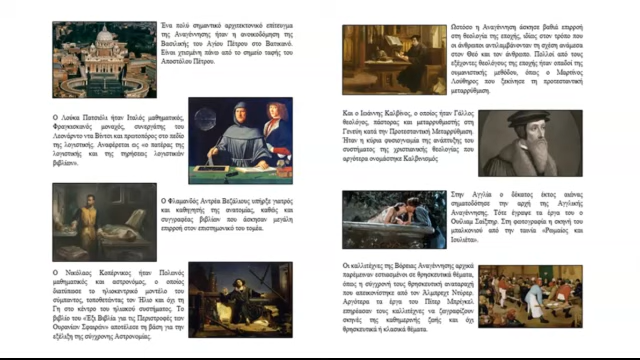 Ένα πολύ σημαντικό αρχιτεκτονικό επίτευγμα
της Αναγέννησης ήταν η ανοικοδόμηση της
Βασιλικής του Αγίου Πέτρου στο Βατικανό.
Είναι χτισμένη πάνω από το σημείο ταφής του
Αποστόλου Πέτρου.
Ο Λούκα Πατσιόλι ήταν Ιταλός μαθηματικός,
Φραγκισκανός μοναχός, συνεργάτης του
Λεονάρντο ντα Βίντσι και πρωτοπόρος στο πεδίο
της λογιστικής. Αναφέρεται ως «ο πατέρας της
λογιστικής και της τηρήσεως λογιστικών
βιβλίων».
Ο Φλαμανδός Αντρέα Βεζάλιους υπήρξε γιατρός
και καθηγητής της ανατομίας, καθώς και
συγγραφέας βιβλίων που άσκησαν μεγάλη
επιρροή στον επιστημονικό του τομέα.
Ο Νικόλαος Κοπέρνικος ήταν Πολωνός
μαθηματικός και αστρονόμος, ο οποίος
διατύπωσε το ηλιοκεντρικό μοντέλο του
σύμπαντος, τοποθετώντας τον Ήλιο και όχι τη
Γη στο κέντρο του ηλιακού συστήματος. Το
βιβλίο του «Έξι Βιβλία για τις Περιστροφές των
Ουρανίων Σφαιρών» αποτέλεσε τη βάση για την
εξέλιξη της σύγχρονης Αστρονομίας.
Ωστόσο η Αναγέννηση άσκησε βαθιά επιρροή
στη θεολογία της εποχής, ιδίως στον τρόπο που
οι άνθρωποι αντιλαμβάνονταν τη σχέση ανάμεσα
στον Θεό και τον άνθρωπο. Πολλοί από τους
εξέχοντες θεολόγους της εποχής ήταν οπαδοί της
ουμανιστικής μεθόδου, όπως ο Μαρτίνος
Λούθηρος που ξεκίνησε τη προτεσταντική
μεταρρύθμιση.
Και ο Ιωάννης Καλβίνος, ο οποίος ήταν Γάλλος
θεολόγος, πάστορας και μεταρρυθμιστής στη
Γενεύη κατά την Προτεσταντική Μεταρρύθμιση.
Ήταν η κύρια φυσιογνωμία της ανάπτυξης του
συστήματος της χριστιανικής θεολογίας που
αργότερα ονομάστηκε Καλβινισμός
Στην Αγγλία ο δέκατος έκτος αιώνας
σηματοδότησε την αρχή της Αγγλικής
Αναγέννησης. Τότε έγραψε τα έργα του ο
Ουίλιαμ Σαίξπηρ. Στη φωτογραφία η σκηνή του
μπαλκονιού από την ταινία «Ρωμαίος και
Ιουλιέτα».
Οι καλλιτέχνες της Βόρειας Αναγέννησης αρχικά
παρέμειναν εστιασμένοι σε θρησκευτικά θέματα,
όπως η σύγχρονή τους θρησκευτική αναταραχή
που απεικονίστηκε από τον Άλμπρεχτ Ντύρερ.
Αργότερα τα έργα του Πίτερ Μπρίγκελ
επηρέασαν τους καλλιτέχνες να ζωγραφίζουν
σκηνές της καθημερινής ζωής και όχι
θρησκευτικά ή κλασικά θέματα.